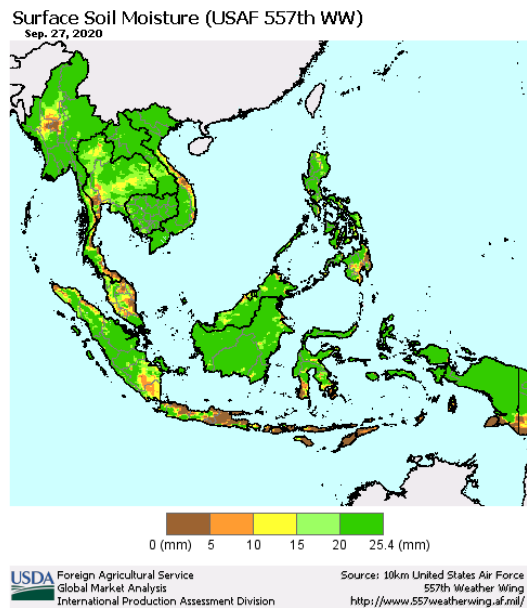 Surface Soil Moisture (USAF 557th WW)
Sep. 27, 2020
0 (mm) 5 10 15 20 25.4 (mm)
USDA Foreign Agricultural Service
Global Market Analysis
International Production Assessment Division
Source: 10km United States Air Force
557th Weather Wing
http://www.557weatherwing.af.mil/